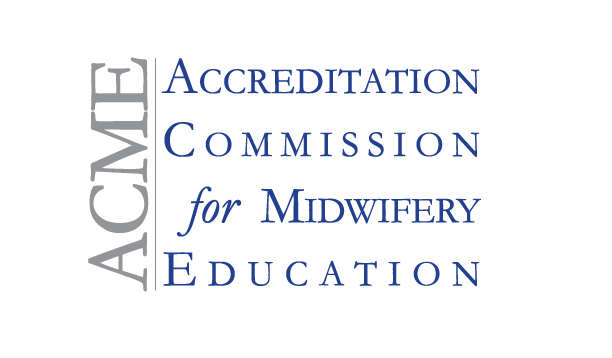 ACME
ACCREDITATION
COMMISSION
for MIDWIFERY
EDUCATION